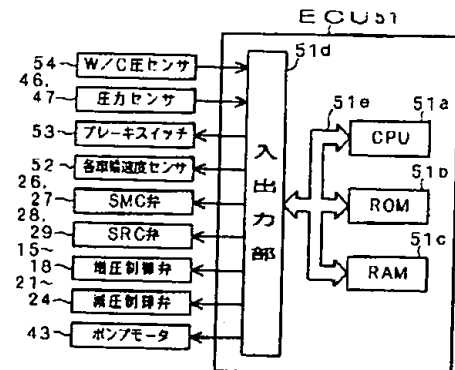 ECU51
54 W/C圧センサ
46,
47 圧力センサ
53 ブレーキスイッチ
52 各車輪速度センサ
26,
27 SMC弁
28,
29 SRC弁
15~
18 増圧制御弁
21~
24 減圧制御弁
43 ポンプモータ
51d
入出力部
51e
51a
CPU
51b
ROM
51c
RAM